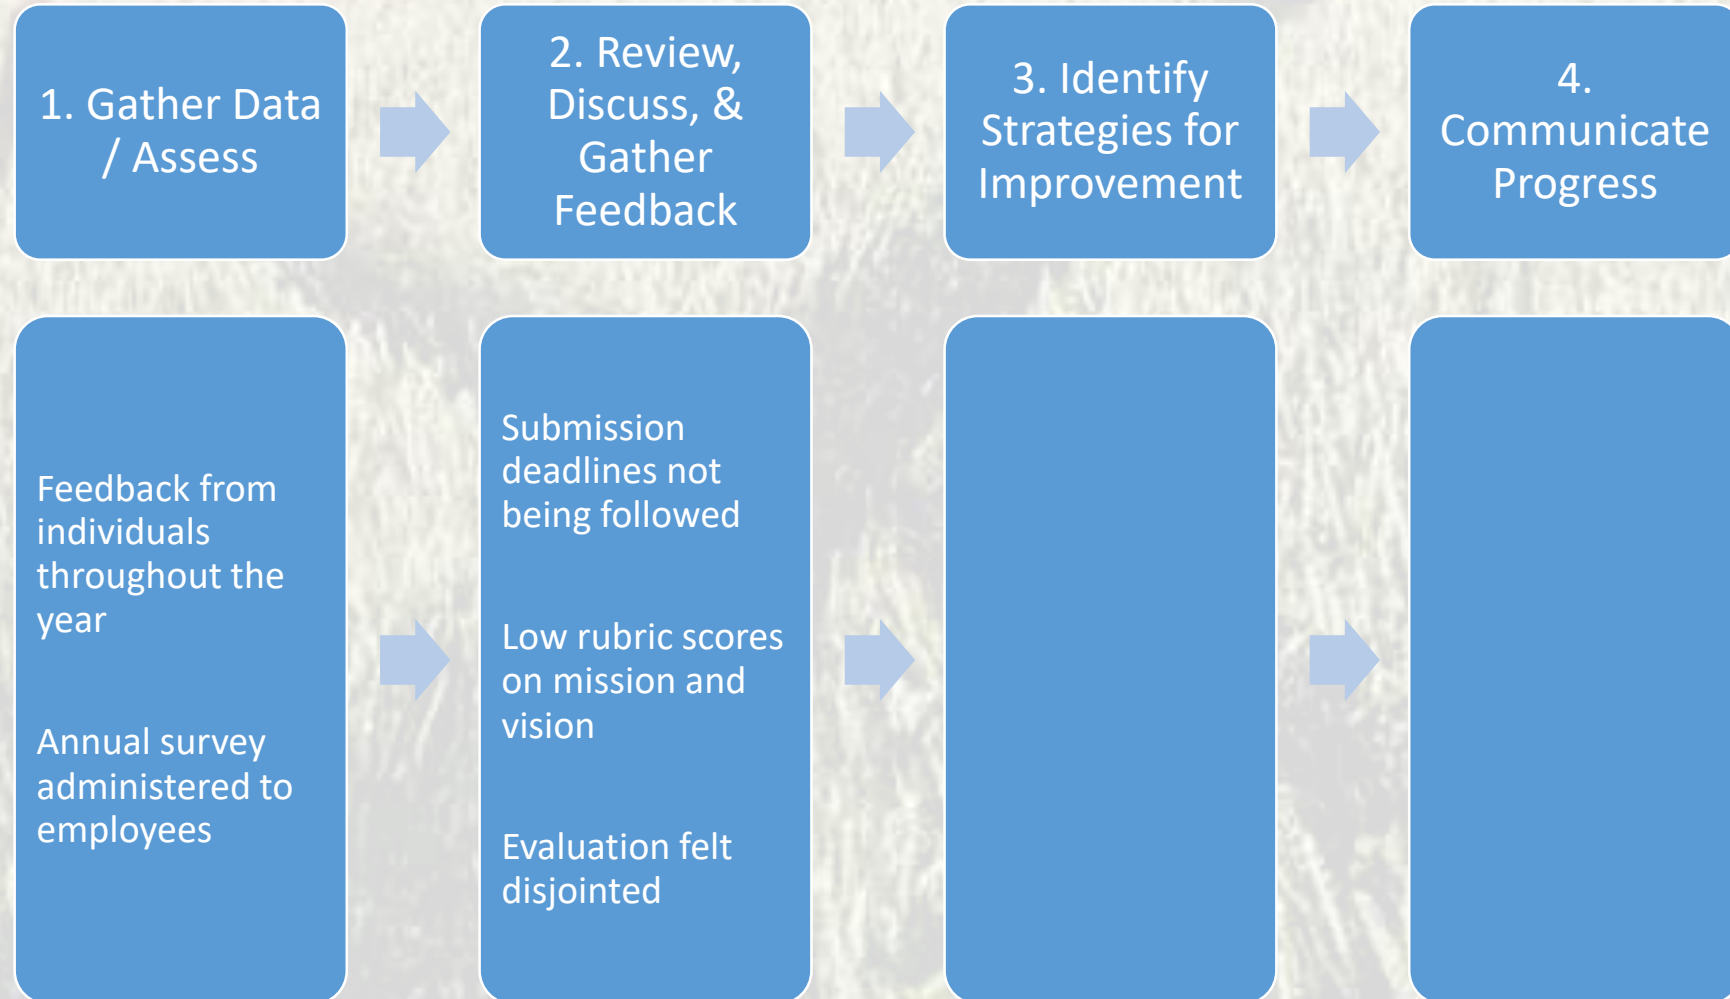 1. Gather Data
/ Assess
2. Review,
Discuss, &
Gather
Feedback
3. Identify
Strategies for
Improvement
4.
Communicate
Progress
Feedback from
individuals
throughout the
year
Annual survey
administered to
employees
Submission
deadlines not
being followed
Low rubric scores
on mission and
vision
Evaluation felt
disjointed